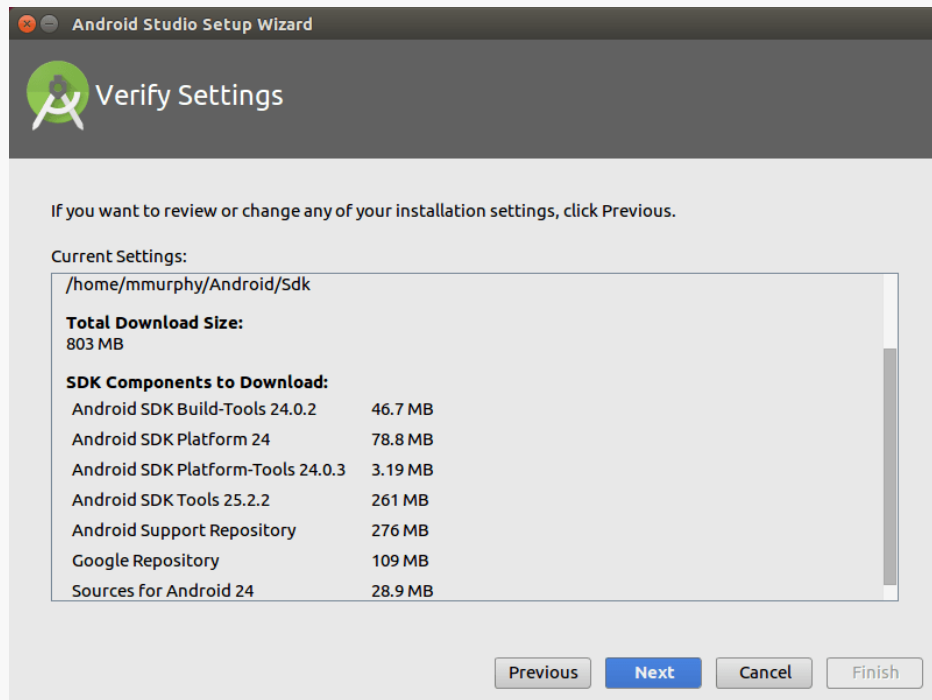 Android Studio Setup Wizard
Verify Settings
If you want to review or change any of your installation settings, click Previous.
Current Settings:
/home/mmurphy/Android/Sdk
Total Download Size:
803 MB
SDK Components to Download:
Android SDK Build-Tools 24.0.2 46.7 MB
Android SDK Platform 24 78.8 MB
Android SDK Platform-Tools 24.0.3 3.19 MB
Android SDK Tools 25.2.2 261 MB
Android Support Repository 276 MB
Google Repository 109 MB
Sources for Android 24 28.9 MB
Previous Next Cancel Finish